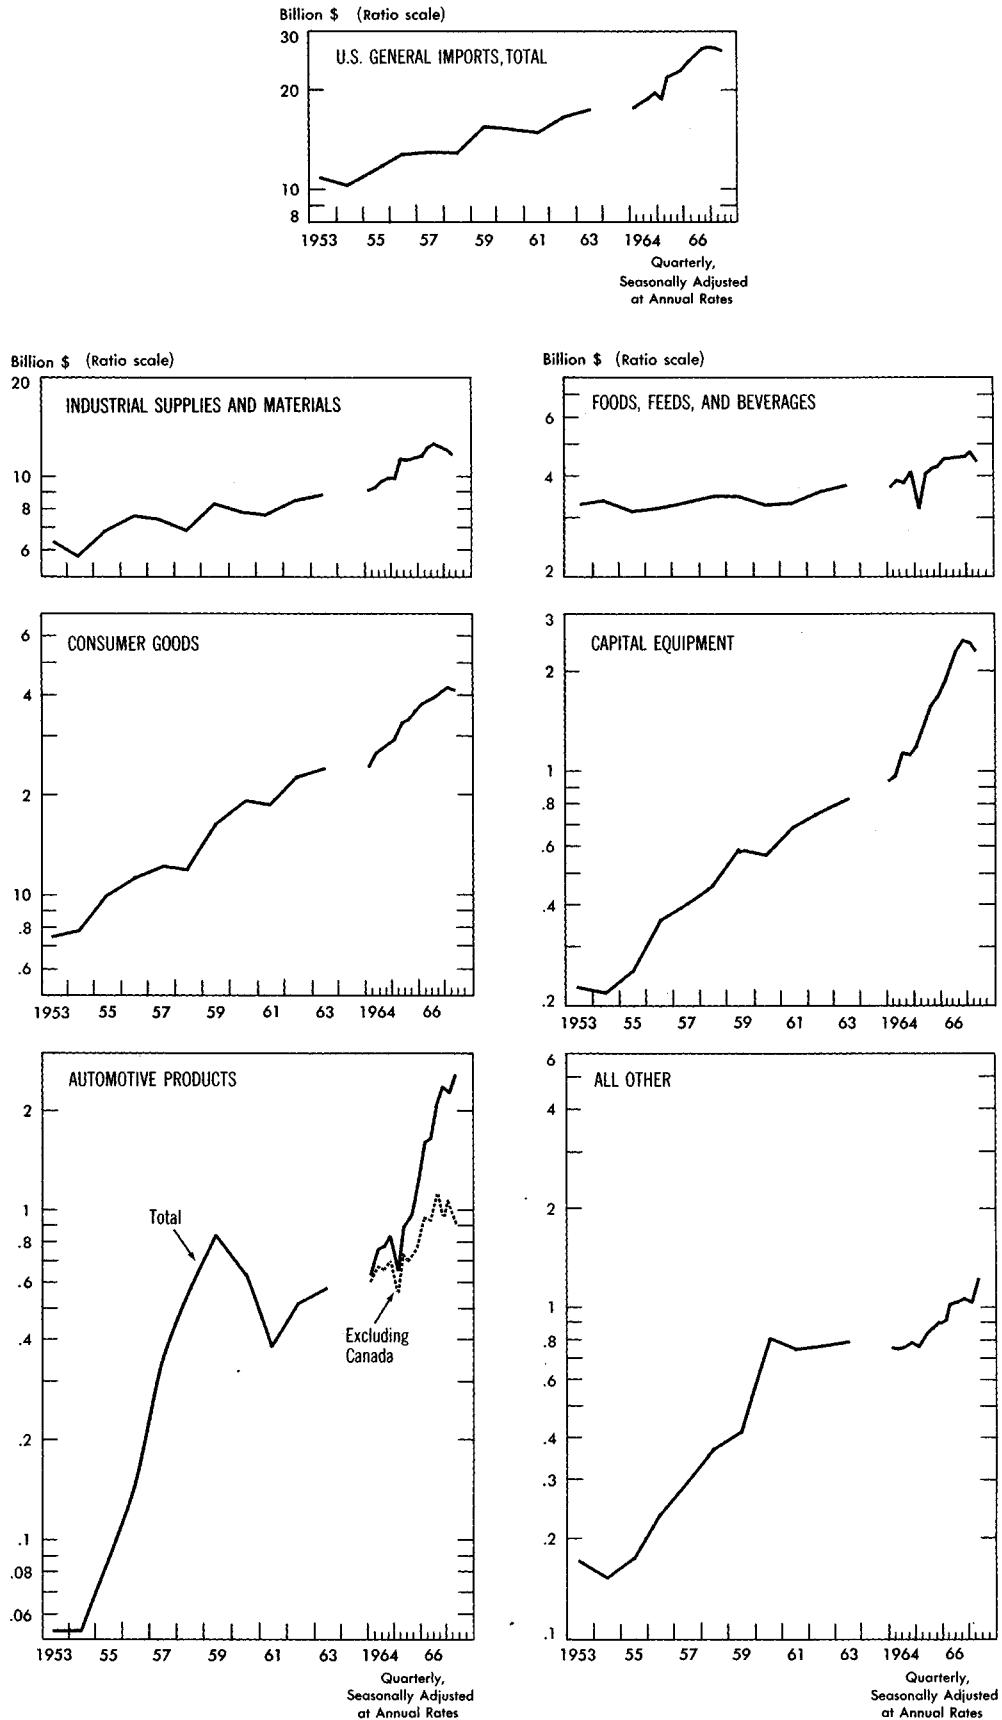 Billion $ (Ratio scale)
30
U.S. GENERAL IMPORTS, TOTAL
20
10
8
1953 55 57 59 61 63 1964 66
Quarterly,
Seasonally Adjusted
at Annual Rates
Billion $ (Ratio scale)
20
INDUSTRIAL SUPPLIES AND MATERIALS
10
8
6
Billion $ (Ratio scale)
6
FOODS, FEEDS, AND BEVERAGES
4
2
6
CONSUMER GOODS
4
2
10
.8
.6
1953 55 57 59 61 63 1964 66
3
CAPITAL EQUIPMENT
2
1
.8
.6
.4
.2
1953 55 57 59 61 63 1964 66
AUTOMOTIVE PRODUCTS
2
1
Total
.8
.6
Excluding
Canada
.4
.2
.1
.08
.06
1953 55 57 59 61 63 1964 66
Quarterly,
Seasonally Adjusted
at Annual Rates
6
ALL OTHER
4
2
1
.8
.6
.4
.3
.2
.1
1953 55 57 59 61 63 1964 66
Quarterly,
Seasonally Adjusted
at Annual Rates